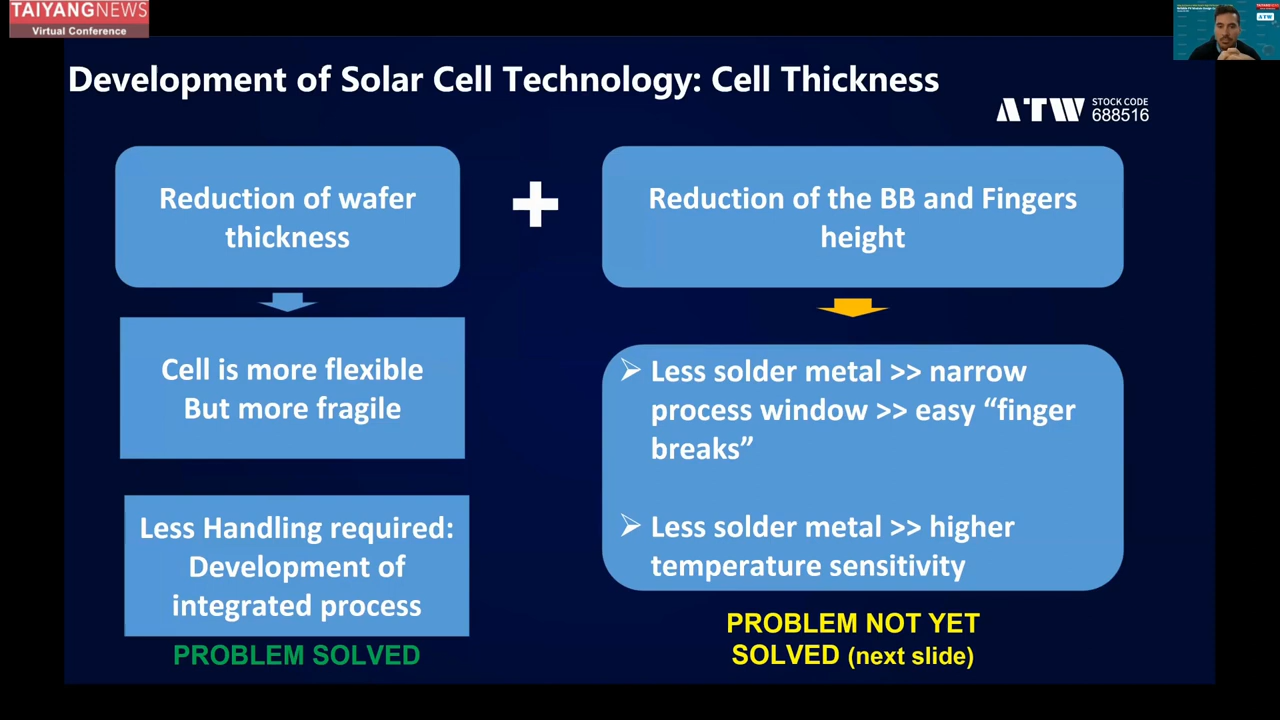 TAIYANGNEWS
Virtual Conference
Development of Solar Cell Technology: Cell Thickness
ATW
STOCK CODE
688516
Reduction of wafer
thickness
+
Reduction of the BB and Fingers
height
Cell is more flexible
But more fragile
Less Handling required:
Development of
integrated process
PROBLEM SOLVED
➢ Less solder metal >> narrow
process window >> easy “finger
breaks”
➢ Less solder metal >> higher
temperature sensitivity
PROBLEM NOT YET
SOLVED (next slide)
ATW